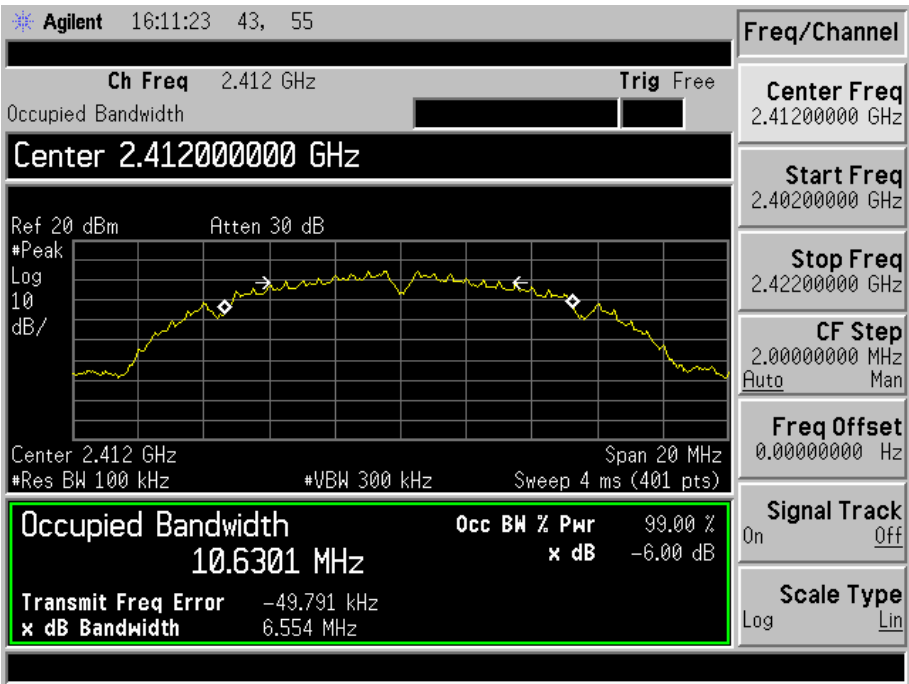 Agilent 16:11:23 43, 55
Ch Freq 2.412 GHz Trig Free
Occupied Bandwidth
Center 2.412000000 GHz
Ref 20 dBm Atten 30 dB
#Peak
Log
10
dB/
Center 2.412 GHz Span 20 MHz
#Res BW 100 kHz #VBW 300 kHz Sweep 4 ms (401 pts)
Occupied Bandwidth Occ BW % Pwr 99.00 %
10.6301 MHz x dB -6.00 dB
Transmit Freq Error -49.791 kHz
x dB Bandwidth 6.554 MHz
Freq/Channel
Center Freq
2.41200000 GHz
Start Freq
2.40200000 GHz
Stop Freq
2.42200000 GHz
CF Step
2.00000000 MHz
Auto Man
Freq Offset
0.00000000 Hz
Signal Track
On Off
Scale Type
Log Lin